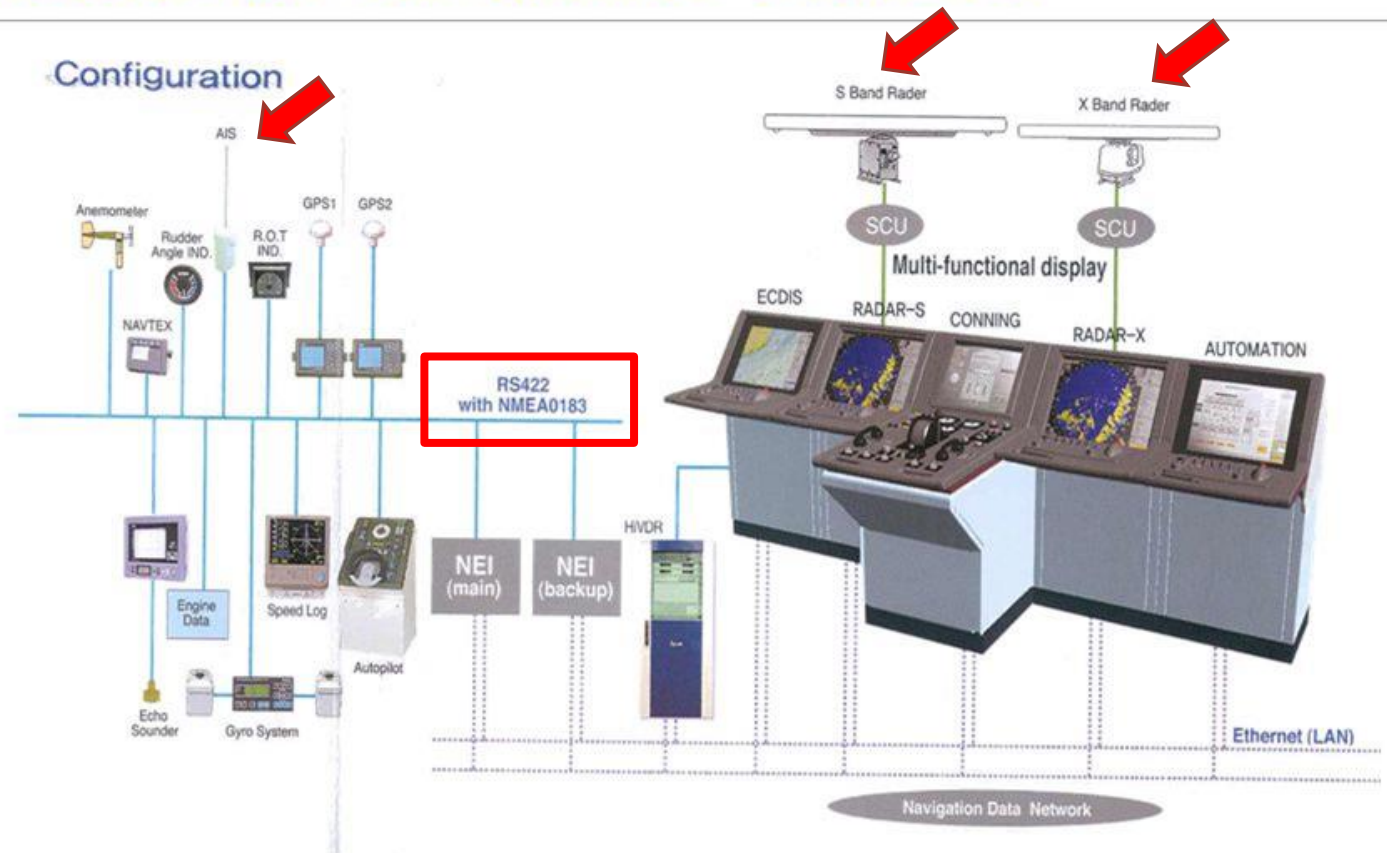 Configuration
S Band Rader
X Band Rader
AIS
Anemometer
Rudder
Angle IND.
R.O.T
IND.
GPS1
GPS2
NAVTEX
SCU
SCU
Multi-functional display
ECDIS
RADAR-S
CONNING
RADAR-X
AUTOMATION
RS422
with NMEA0183
HiVDR
NEI
(main)
NEI
(backup)
Engine
Data
Speed Log
Autopilot
Echo
Sounder
Gyro System
Ethernet (LAN)
Navigation Data Network